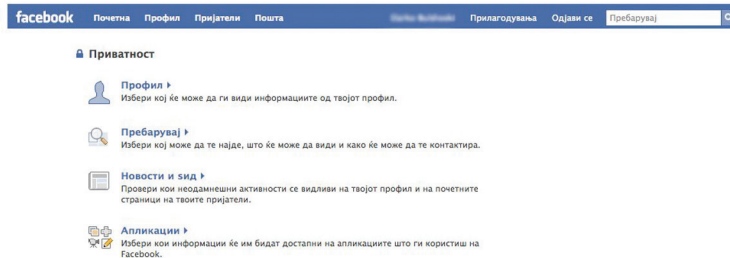 facebook Почетна Профил Пријатели Пошта Прилагодувања Одјави се Пребарувај
Приватност
Профил
Избери кој ќе може да ги види информациите од твојот профил.
Пребарувај
Избери кој може да те најде, што ќе може да види и како ќе може да те контактира.
Новости и ѕид
Провери кои неодамнешни активности се видливи на твојот профил и на почетните
страници на твоите пријатели.
Апликации
Избери кои информации ќе им бидат достапни на апликациите што ги користиш на
Facebook.